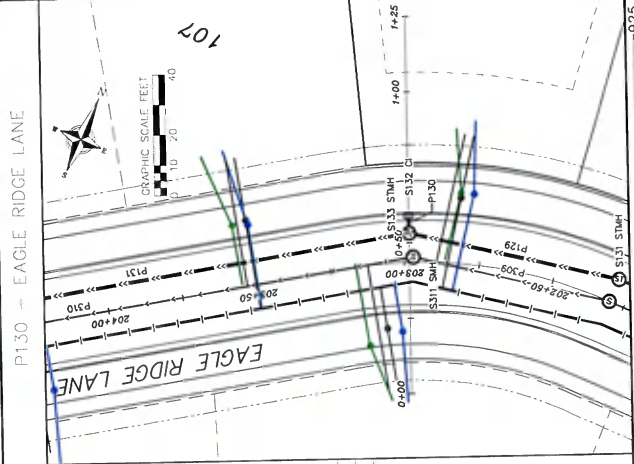 P130 - EAGLE RIDGE LANE
107
GRAPHIC SCALE FEET
0 10 20 40
N
E
S
W
1+25
1+00
S132 CI
S133 STMH
P130
0+50
P131
P129
S131 STMH
S
P310
204+00
203+50
203+00
S311 SMH
P309
202+50
S
EAGLE RIDGE LANE
0+00